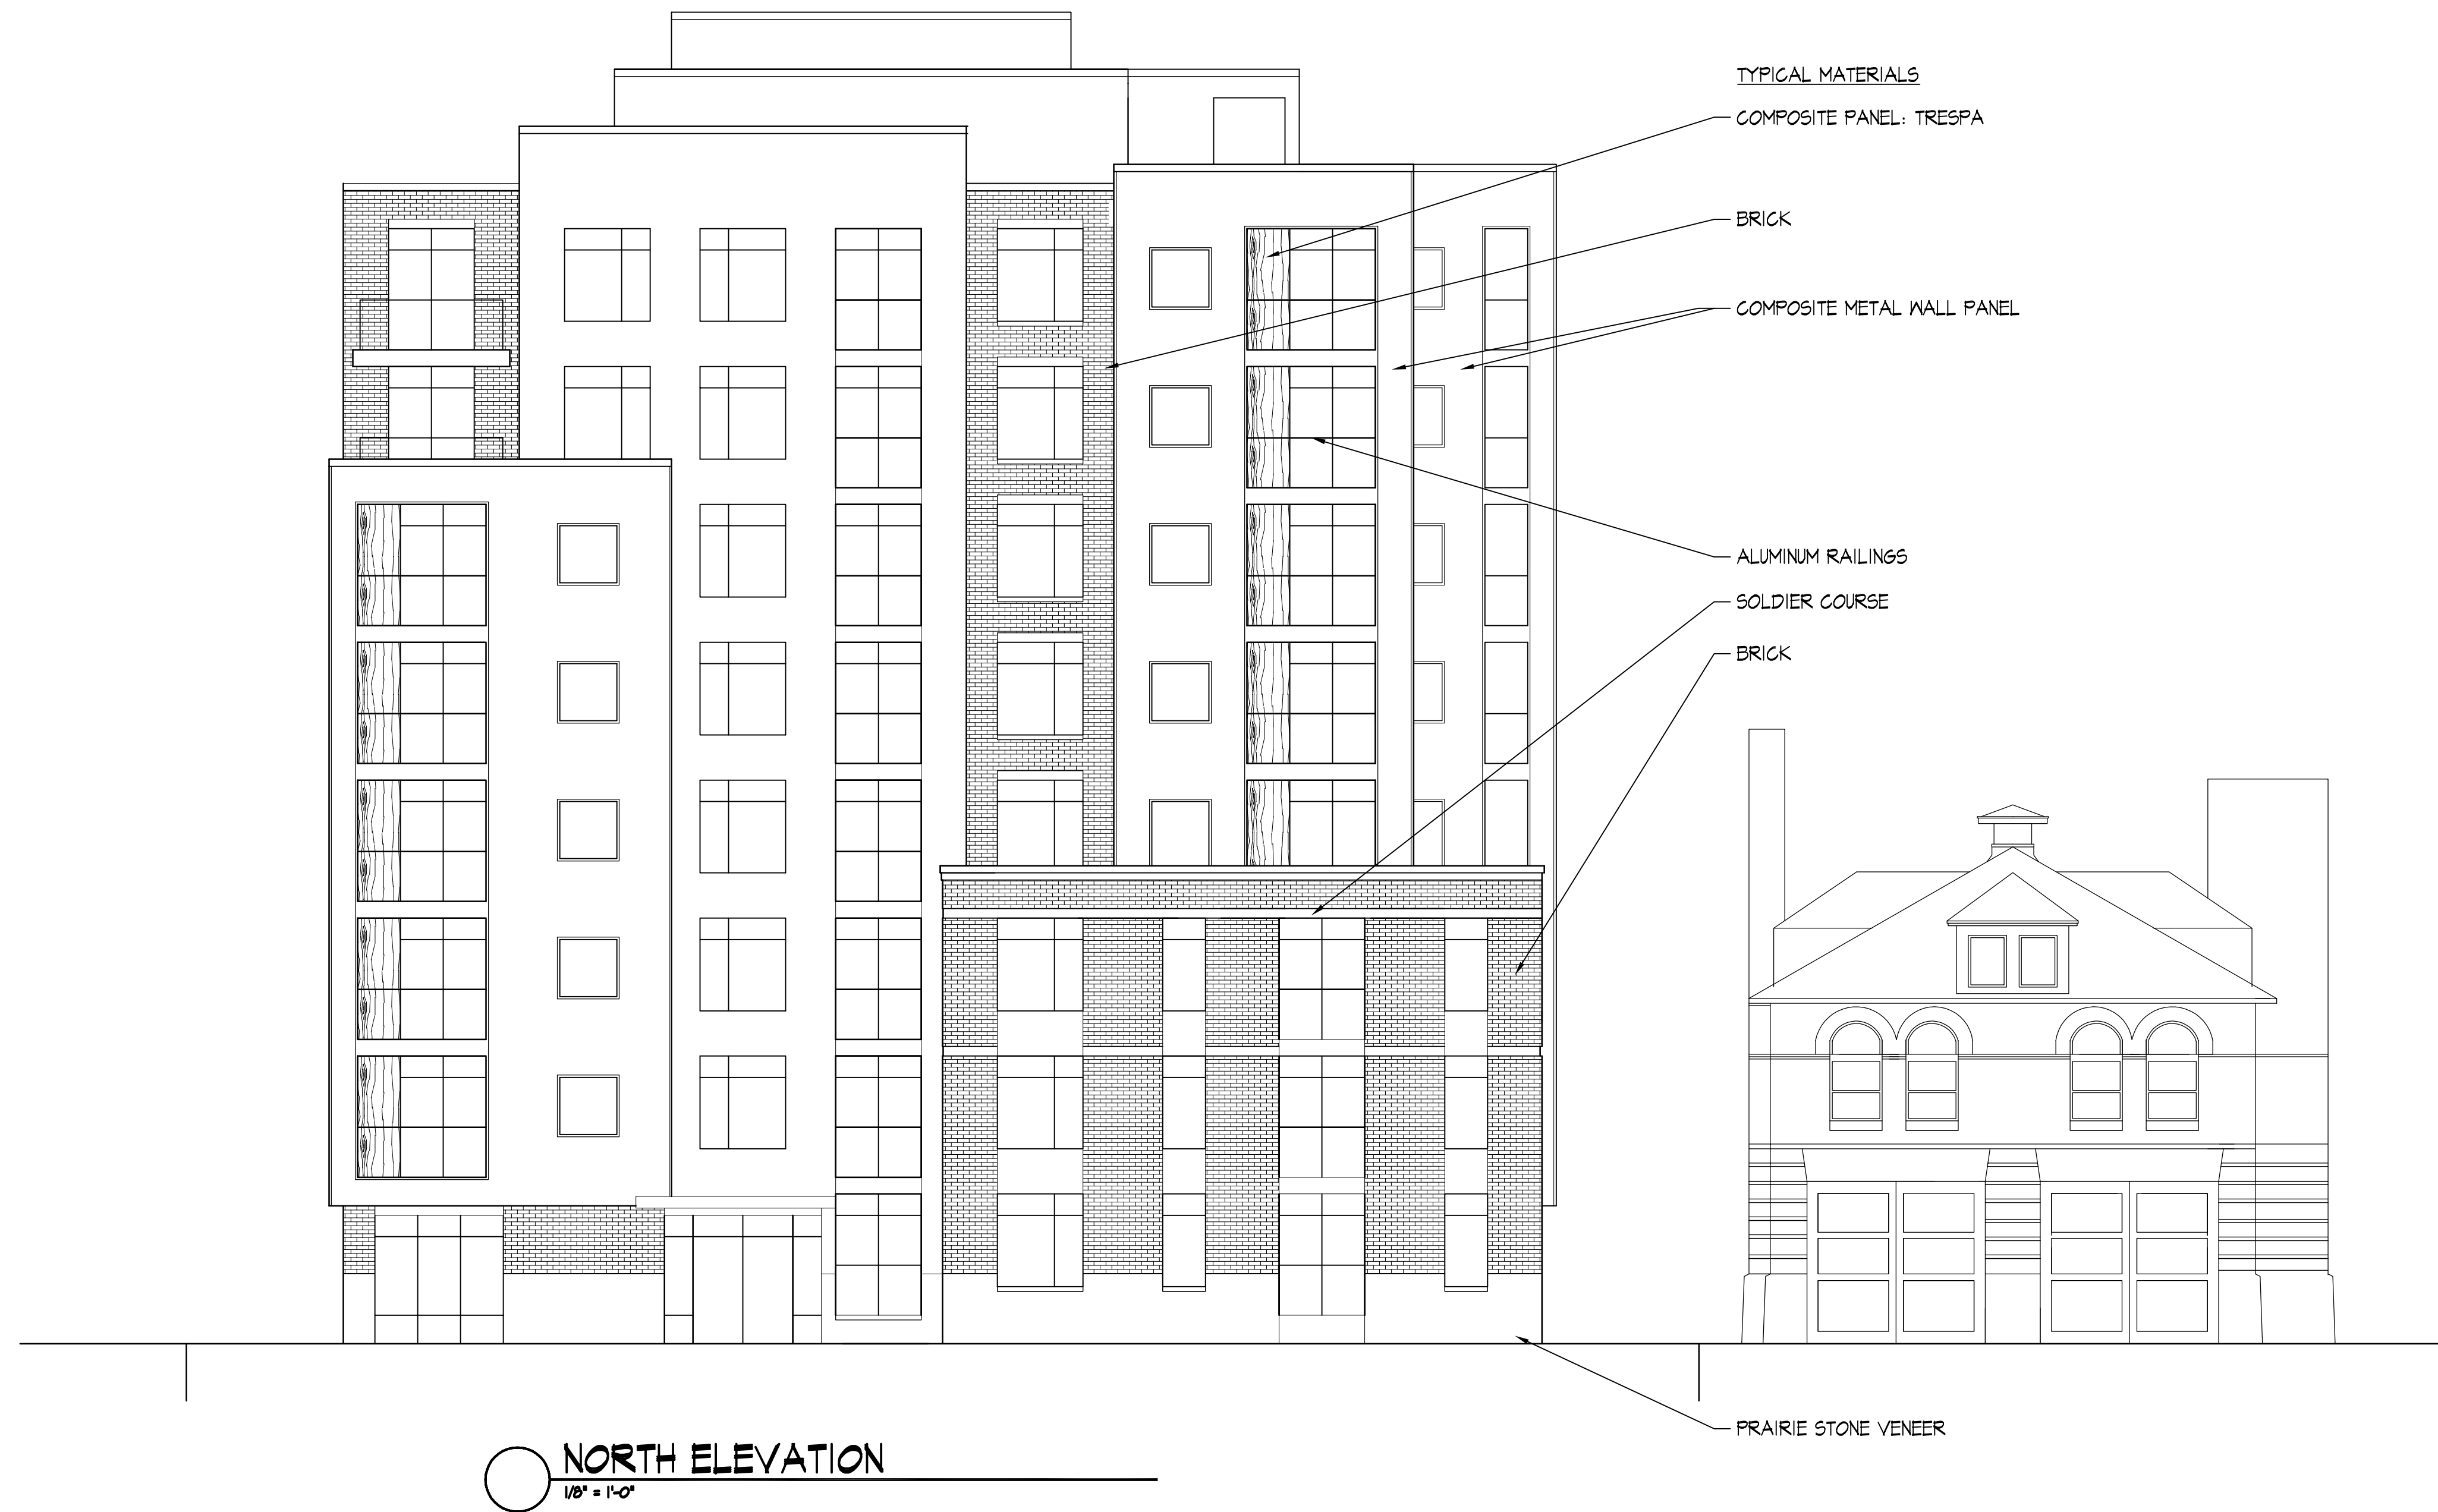 TYPICAL MATERIALS
COMPOSITE PANEL: TRESPA
BRICK
COMPOSITE METAL WALL PANEL
ALUMINUM RAILINGS
SOLDIER COURSE
BRICK
PRAIRIE STONE VENEER
NORTH ELEVATION
1/8" = 1'-0"